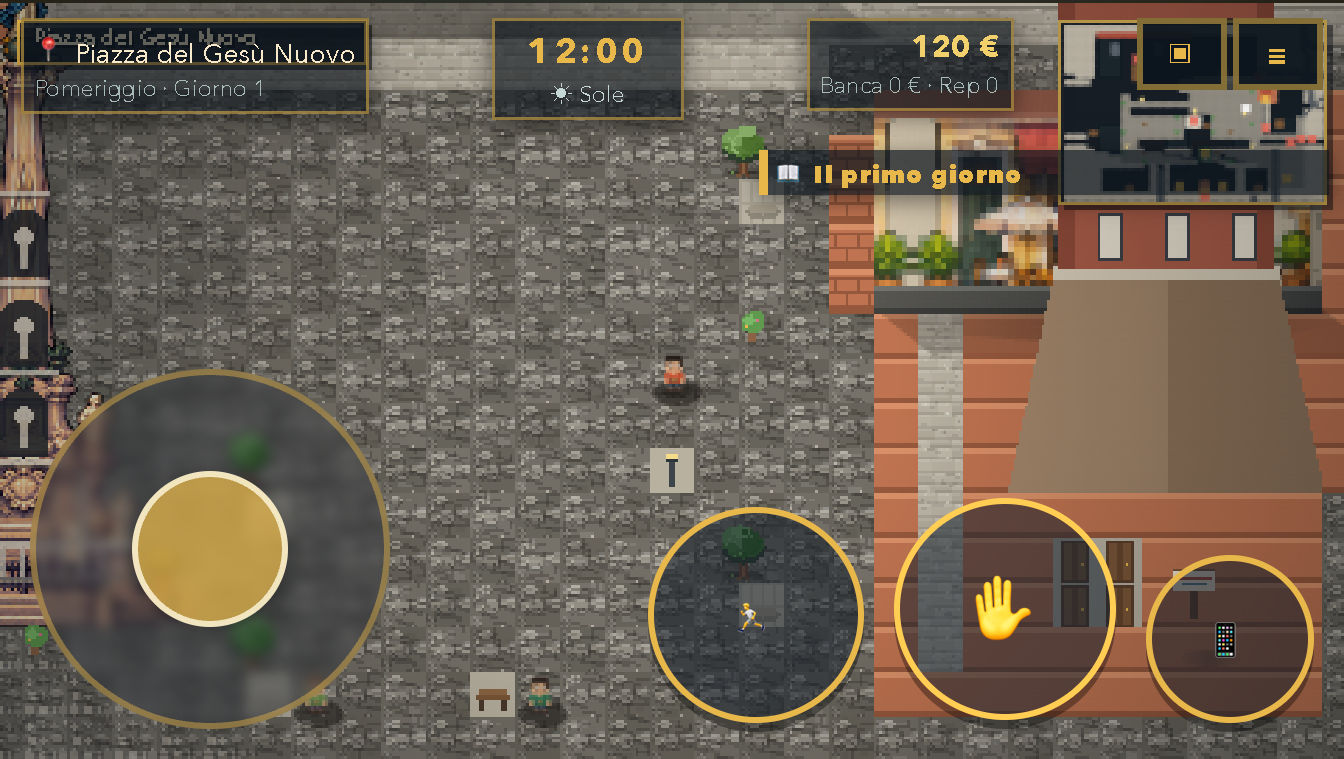 Piazza del Gesù Nuovo
📍 Piazza del Gesù Nuovo
Pomeriggio · Giorno 1
12:00
☀ Sole
120 €
Banca 0 € · Rep 0
📖 Il primo giorno